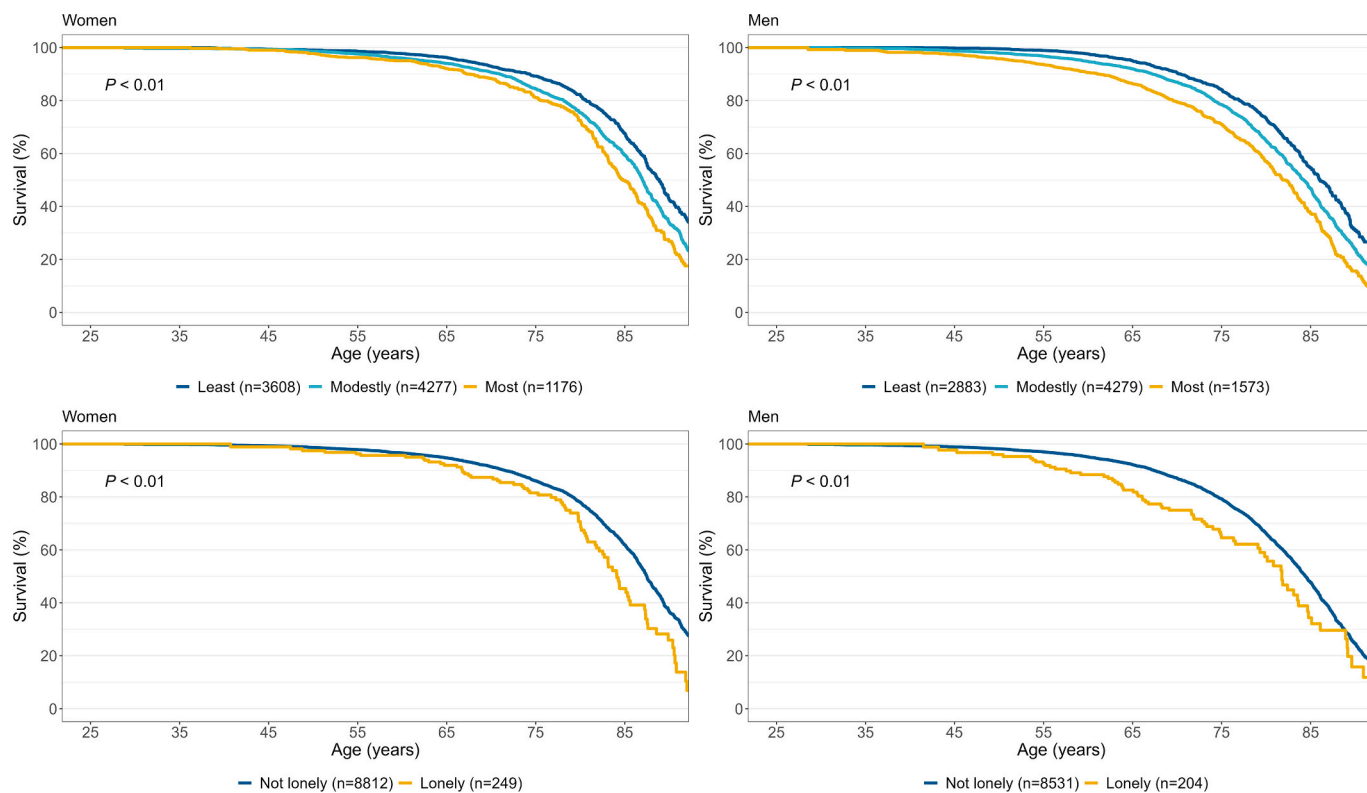 Women
Survival (%)
100
80
60
40
20
0
P < 0.01
25 35 45 55 65 75 85
Age (years)
Least (n=3608) Modestly (n=4277) Most (n=1176)
Men
Survival (%)
100
80
60
40
20
0
P < 0.01
25 35 45 55 65 75 85
Age (years)
Least (n=2883) Modestly (n=4279) Most (n=1573)
Women
Survival (%)
100
80
60
40
20
0
P < 0.01
25 35 45 55 65 75 85
Age (years)
Not lonely (n=8812) Lonely (n=249)
Men
Survival (%)
100
80
60
40
20
0
P < 0.01
25 35 45 55 65 75 85
Age (years)
Not lonely (n=8531) Lonely (n=204)